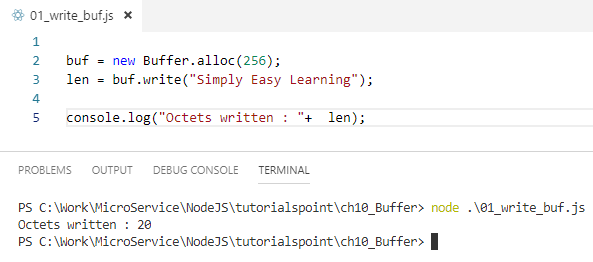 01_write_buf.js
1
2 buf = new Buffer.alloc(256);
3 len = buf.write("Simply Easy Learning");
4
5 console.log("Octets written : "+  len);
PROBLEMS OUTPUT DEBUG CONSOLE TERMINAL
PS C:\Work\MicroService\NodeJS\tutorialspoint\ch10_Buffer> node .\01_write_buf.js
Octets written : 20
PS C:\Work\MicroService\NodeJS\tutorialspoint\ch10_Buffer>